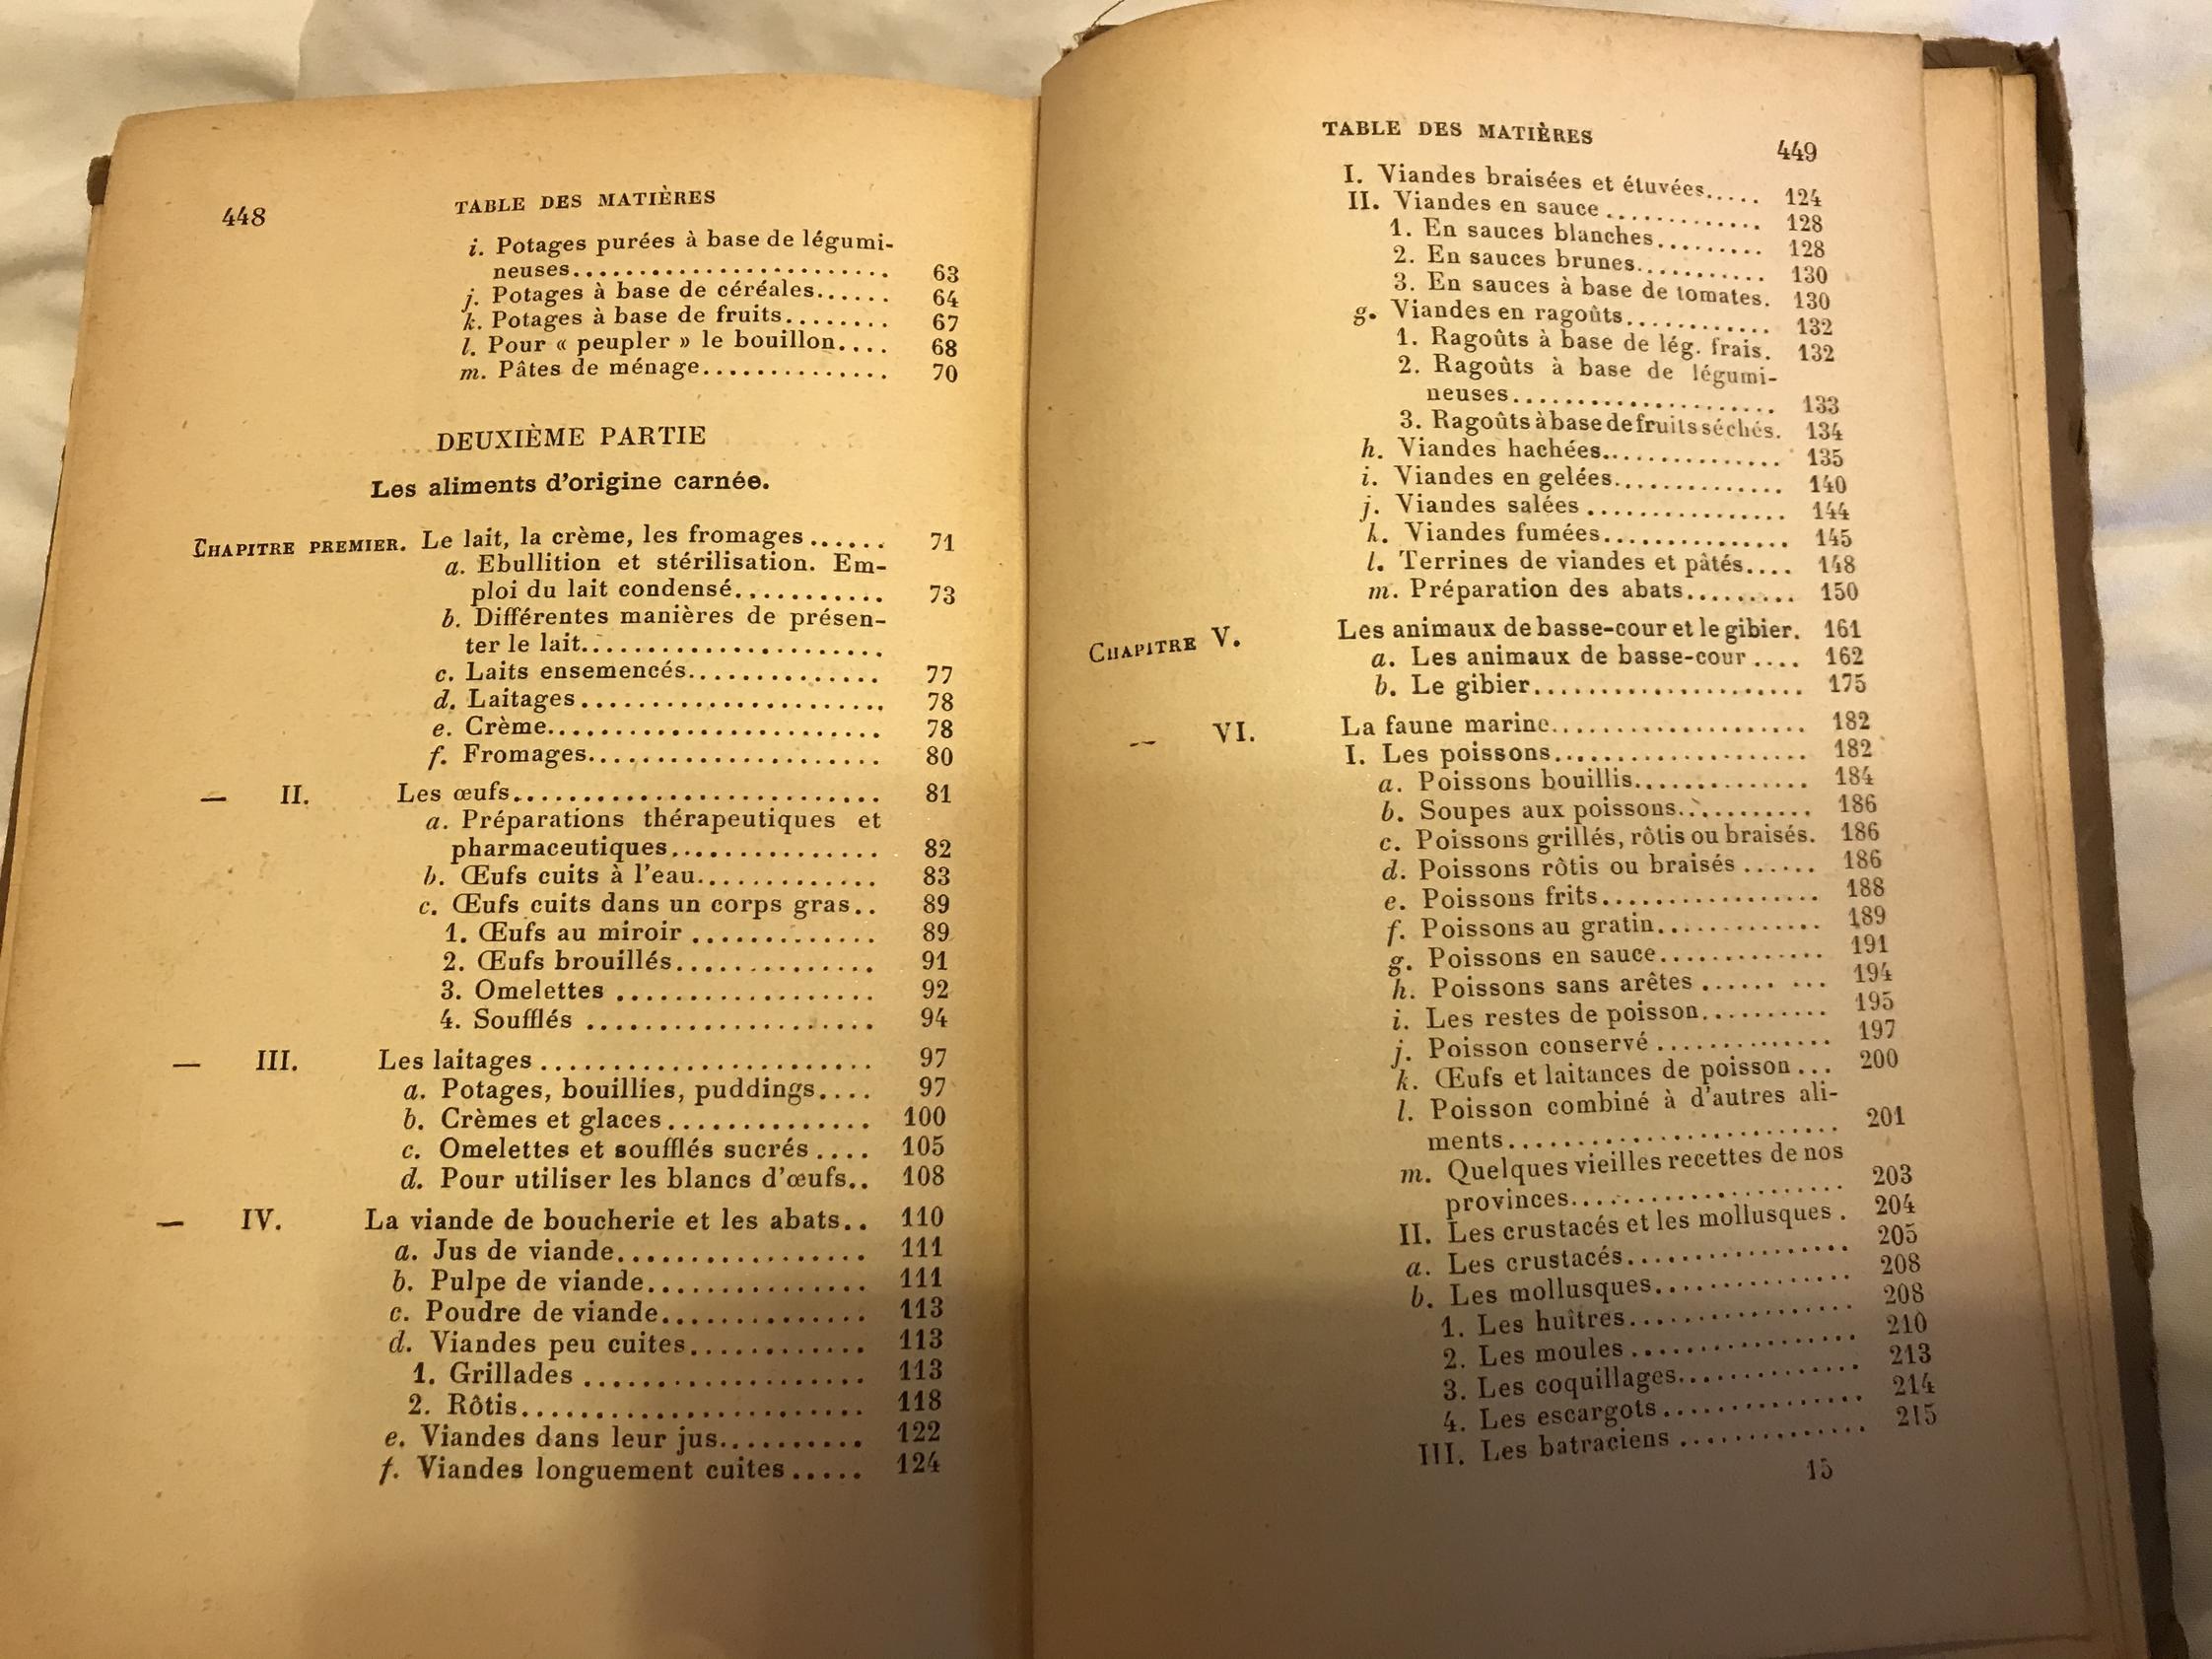 448
TABLE DES MATIÈRES
i. Potages purées à base de légumi-
neuses........................ 63
j. Potages à base de céréales...... 64
k. Potages à base de fruits........ 67
l. Pour « peupler » le bouillon.... 68
m. Pâtes de ménage.............. 70
DEUXIÈME PARTIE
Les aliments d'origine carnée.
CHAPITRE PREMIER. Le lait, la crème, les fromages...... 71
a. Ebullition et stérilisation. Em-
ploi du lait condensé........... 73
b. Différentes manières de présen-
ter le lait......................
c. Laits ensemencés.............. 77
d. Laitages...................... 78
e. Crème........................ 78
f. Fromages..................... 80
— II. Les œufs.......................... 81
a. Préparations thérapeutiques et
pharmaceutiques............... 82
b. Œufs cuits à l'eau............. 83
c. Œufs cuits dans un corps gras.. 89
1. Œufs au miroir ............. 89
2. Œufs brouillés.............. 91
3. Omelettes .................. 92
4. Soufflés .................... 94
— III. Les laitages ....................... 97
a. Potages, bouillies, puddings.... 97
b. Crèmes et glaces.............. 100
c. Omelettes et soufflés sucrés.... 105
d. Pour utiliser les blancs d'œufs.. 108
— IV. La viande de boucherie et les abats.. 110
a. Jus de viande................. 111
b. Pulpe de viande............... 111
c. Poudre de viande.............. 113
d. Viandes peu cuites............ 113
1. Grillades ................... 113
2. Rôtis....................... 118
e. Viandes dans leur jus.......... 122
f. Viandes longuement cuites..... 124
TABLE DES MATIÈRES
449
I. Viandes braisées et étuvées..... 124
II. Viandes en sauce ............. 128
1. En sauces blanches......... 128
2. En sauces brunes........... 130
3. En sauces à base de tomates. 130
g. Viandes en ragoûts............ 132
1. Ragoûts à base de lég. frais. 132
2. Ragoûts à base de légumi-
neuses..................... 133
3. Ragoûts à base de fruits séchés. 134
h. Viandes hachées.............. 135
i. Viandes en gelées............. 140
j. Viandes salées ................ 144
k. Viandes fumées............... 145
l. Terrines de viandes et pâtés.... 148
m. Préparation des abats......... 150
CHAPITRE V. Les animaux de basse-cour et le gibier. 161
a. Les animaux de basse-cour .... 162
b. Le gibier..................... 175
— VI. La faune marine.................... 182
I. Les poissons................... 182
a. Poissons bouillis.............. 184
b. Soupes aux poissons........... 186
c. Poissons grillés, rôtis ou braisés. 186
d. Poissons rôtis ou braisés ...... 186
e. Poissons frits................. 188
f. Poissons au gratin............. 189
g. Poissons en sauce............. 191
h. Poissons sans arêtes ...... ... 194
i. Les restes de poisson.......... 195
j. Poisson conservé .............. 197
k. Œufs et laitances de poisson ... 200
l. Poisson combiné à d'autres ali-
ments.......................... 201
m. Quelques vieilles recettes de nos
provinces..................... 203
II. Les crustacés et les mollusques . 204
a. Les crustacés................. 205
b. Les mollusques............... 208
1. Les huîtres................. 208
2. Les moules ................. 210
3. Les coquillages.............. 213
4. Les escargots............... 214
III. Les batraciens .............. 215
15